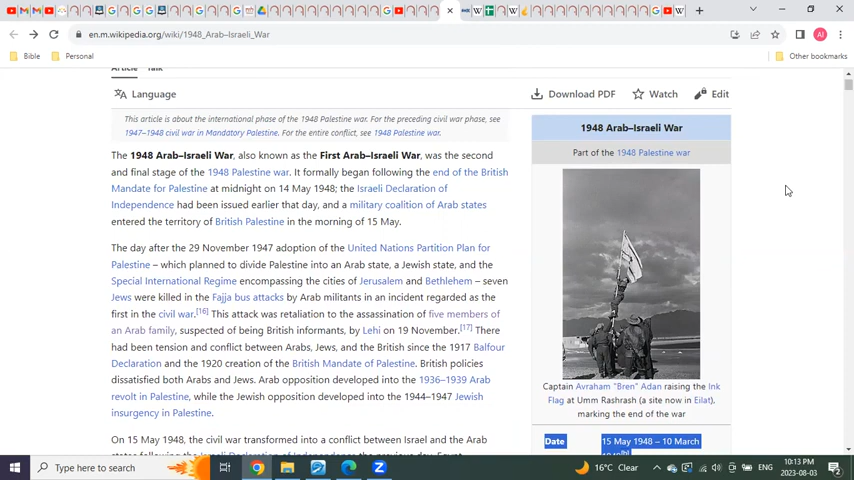 en.m.wikipedia.org/wiki/1948_Arab–Israeli_War
Bible
Personal
Other bookmarks
Article
Talk
Language
Download PDF
Watch
Edit
This article is about the international phase of the 1948 Palestine war. For the preceding civil war phase, see
1947–1948 civil war in Mandatory Palestine. For the entire conflict, see 1948 Palestine war.
The 1948 Arab–Israeli War, also known as the First Arab–Israeli War, was the second
and final stage of the 1948 Palestine war. It formally began following the end of the British
Mandate for Palestine at midnight on 14 May 1948; the Israeli Declaration of
Independence had been issued earlier that day, and a military coalition of Arab states
entered the territory of British Palestine in the morning of 15 May.
The day after the 29 November 1947 adoption of the United Nations Partition Plan for
Palestine – which planned to divide Palestine into an Arab state, a Jewish state, and the
Special International Regime encompassing the cities of Jerusalem and Bethlehem – seven
Jews were killed in the Fajja bus attacks by Arab militants in an incident regarded as the
first in the civil war.[16] This attack was retaliation to the assassination of five members of
an Arab family, suspected of being British informants, by Lehi on 19 November.[17] There
had been tension and conflict between Arabs, Jews, and the British since the 1917 Balfour
Declaration and the 1920 creation of the British Mandate of Palestine. British policies
dissatisfied both Arabs and Jews. Arab opposition developed into the 1936–1939 Arab
revolt in Palestine, while the Jewish opposition developed into the 1944–1947 Jewish
insurgency in Palestine.
On 15 May 1948, the civil war transformed into a conflict between Israel and the Arab
states following the Israeli Declaration of Independence the previous day. Egypt,
1948 Arab–Israeli War
Part of the 1948 Palestine war
Captain Avraham "Bren" Adan raising the Ink
Flag at Umm Rashrash (a site now in Eilat),
marking the end of the war
Date
15 May 1948 – 10 March
1949[b]
Type here to search
16°C Clear
ENG
10:13 PM
2023-08-03
AI
2